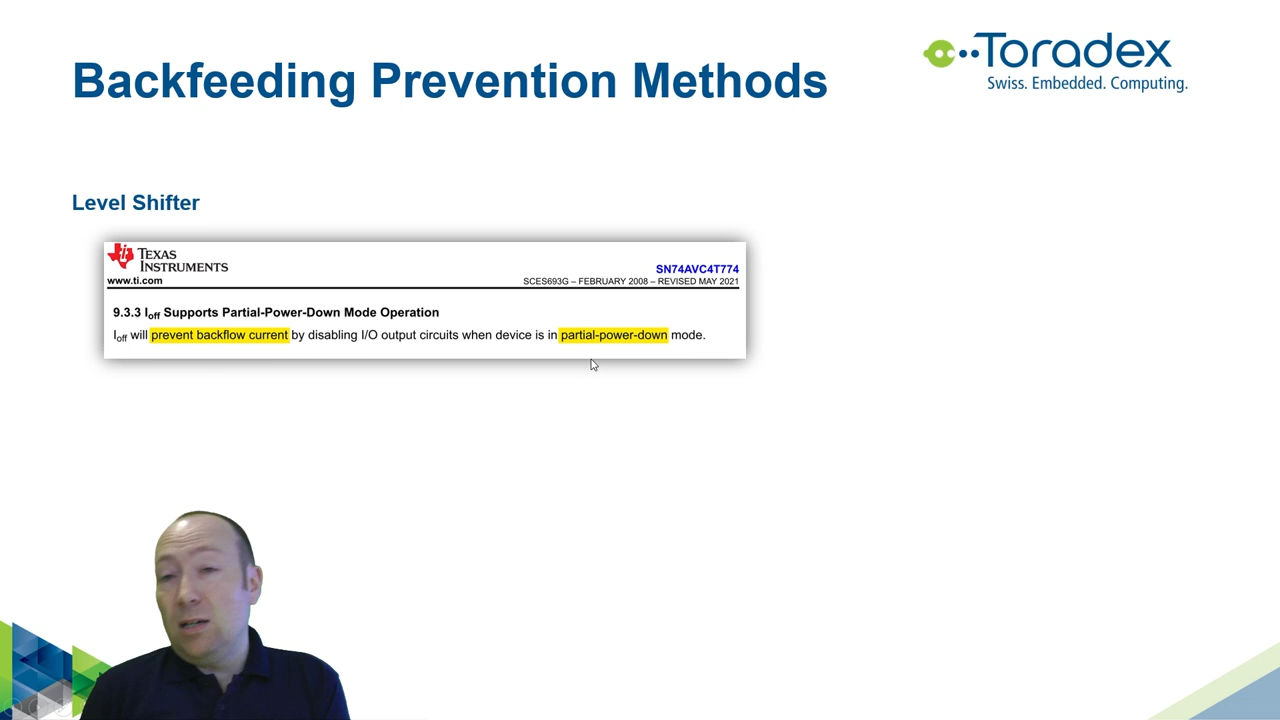 Backfeeding Prevention Methods
Toradex
Swiss. Embedded. Computing.
Level Shifter
TEXAS
INSTRUMENTS
www.ti.com
SN74AVC4T774
SCES693G – FEBRUARY 2008 – REVISED MAY 2021
9.3.3 Ioff Supports Partial-Power-Down Mode Operation
Ioff will prevent backflow current by disabling I/O output circuits when device is in partial-power-down mode.